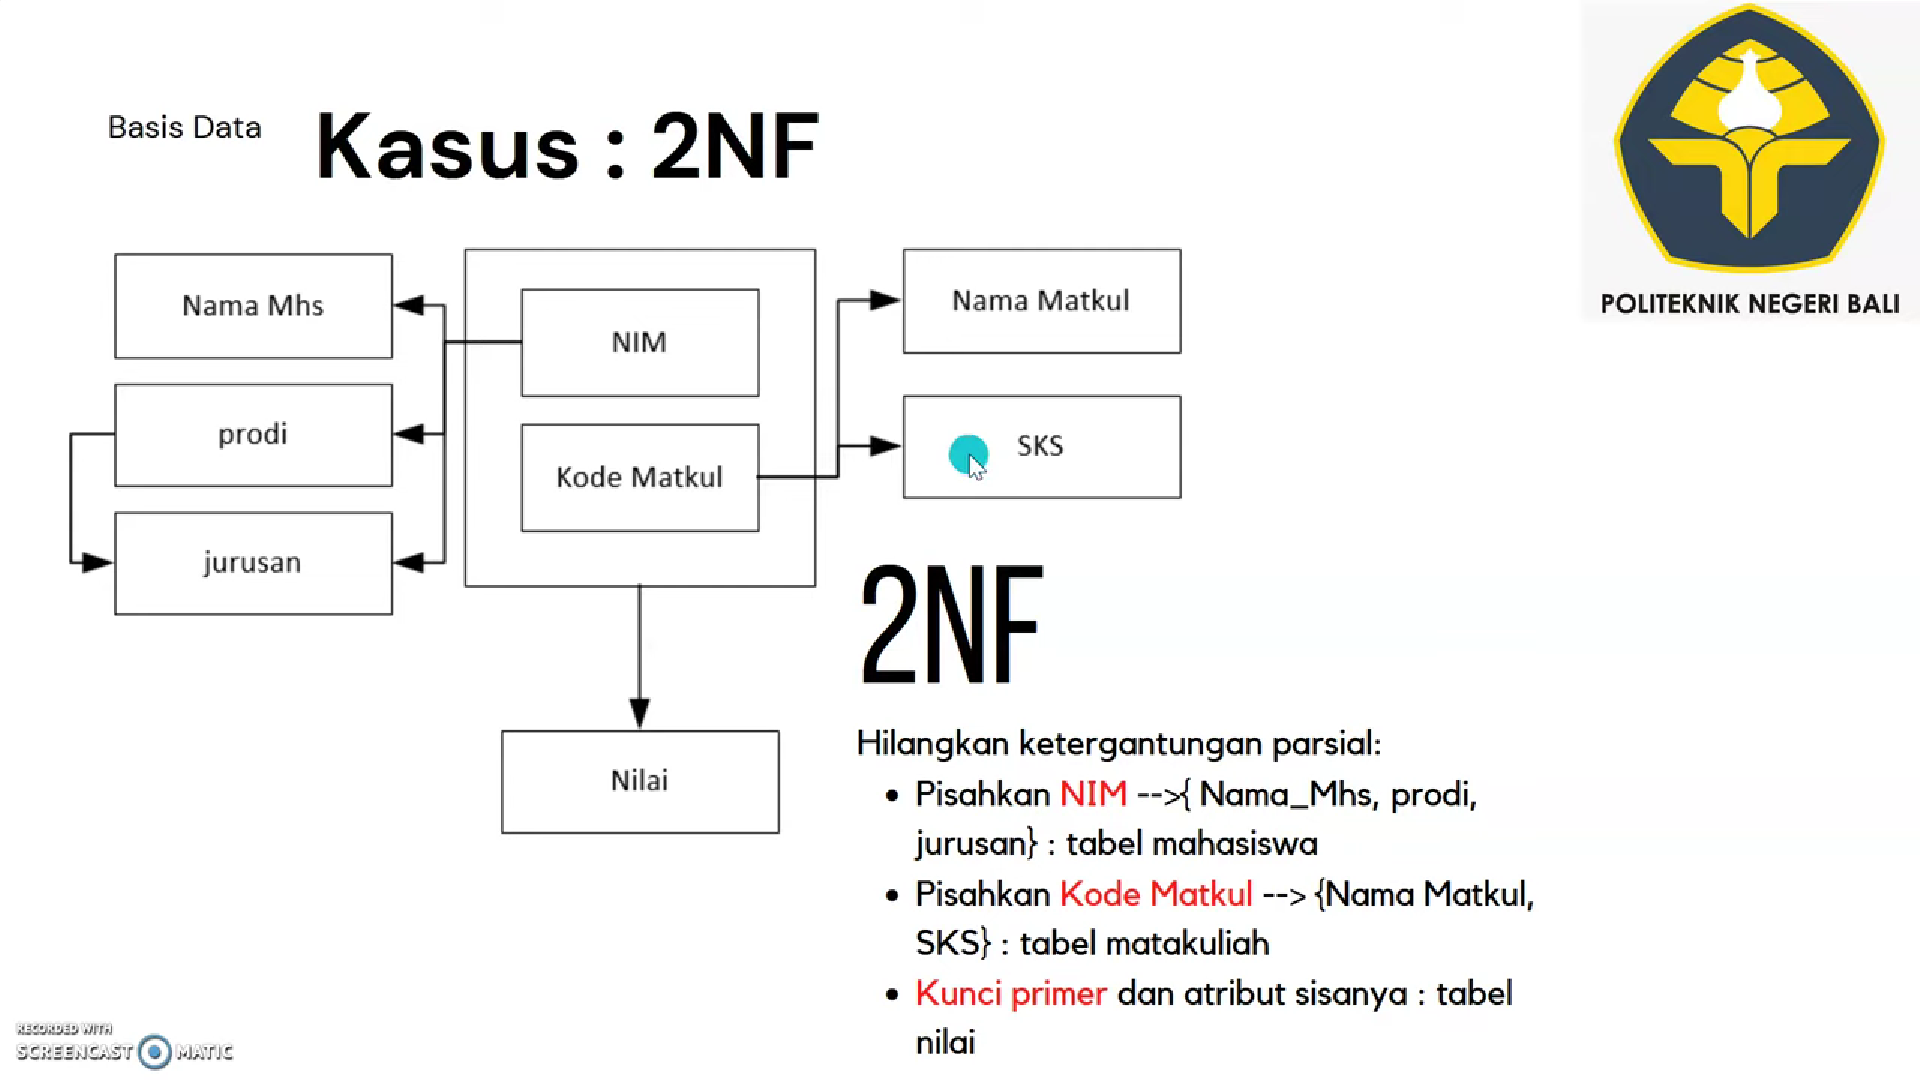 Basis Data
Kasus : 2NF
POLITEKNIK NEGERI BALI
Nama Mhs
prodi
jurusan
NIM
Kode Matkul
Nama Matkul
SKS
Nilai
2NF
Hilangkan ketergantungan parsial:
• Pisahkan NIM -->{ Nama_Mhs, prodi,
jurusan} : tabel mahasiswa
• Pisahkan Kode Matkul --> {Nama Matkul,
SKS} : tabel matakuliah
• Kunci primer dan atribut sisanya : tabel
nilai
RECORDED WITH
SCREENCAST MATIC